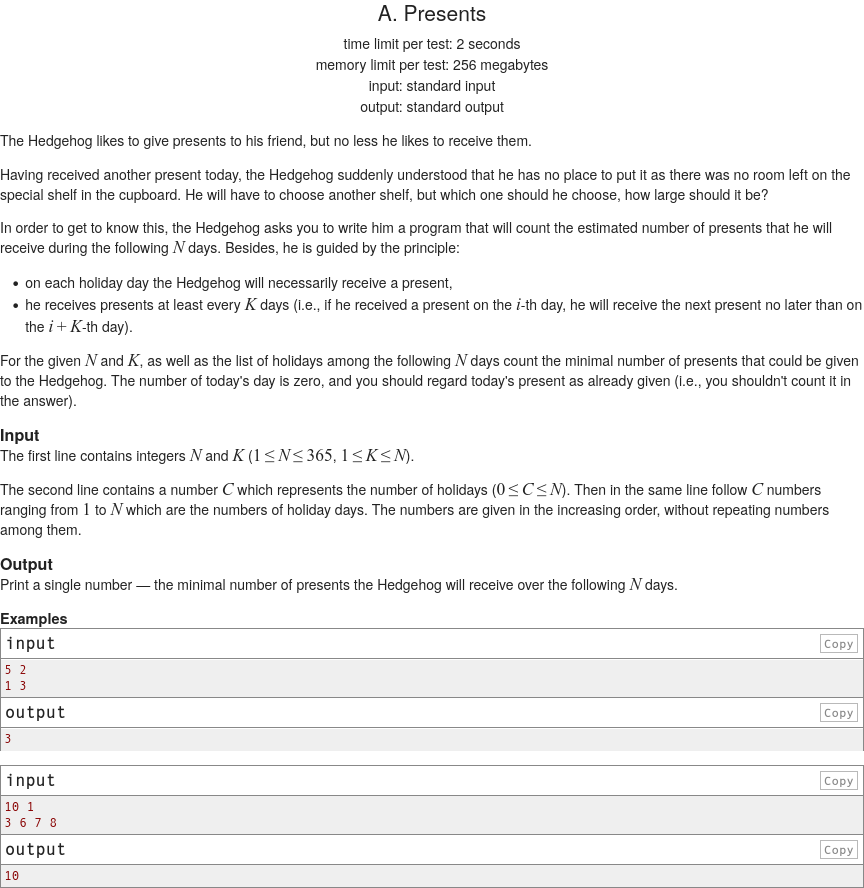 A. Presents
time limit per test: 2 seconds
memory limit per test: 256 megabytes
input: standard input
output: standard output
The Hedgehog likes to give presents to his friend, but no less he likes to receive them.
Having received another present today, the Hedgehog suddenly understood that he has no place to put it as there was no room left on the
special shelf in the cupboard. He will have to choose another shelf, but which one should he choose, how large should it be?
In order to get to know this, the Hedgehog asks you to write him a program that will count the estimated number of presents that he will
receive during the following N days. Besides, he is guided by the principle:
• on each holiday day the Hedgehog will necessarily receive a present,
• he receives presents at least every K days (i.e., if he received a present on the i-th day, he will receive the next present no later than on
the i + K-th day).
For the given N and K, as well as the list of holidays among the following N days count the minimal number of presents that could be given
to the Hedgehog. The number of today's day is zero, and you should regard today's present as already given (i.e., you shouldn't count it in
the answer).
Input
The first line contains integers N and K (1 ≤ N ≤ 365, 1 ≤ K ≤ N).
The second line contains a number C which represents the number of holidays (0 ≤ C ≤ N). Then in the same line follow C numbers
ranging from 1 to N which are the numbers of holiday days. The numbers are given in the increasing order, without repeating numbers
among them.
Output
Print a single number — the minimal number of presents the Hedgehog will receive over the following N days.
Examples
input Copy
5 2
1 3
output Copy
3
input Copy
10 1
3 6 7 8
output Copy
10